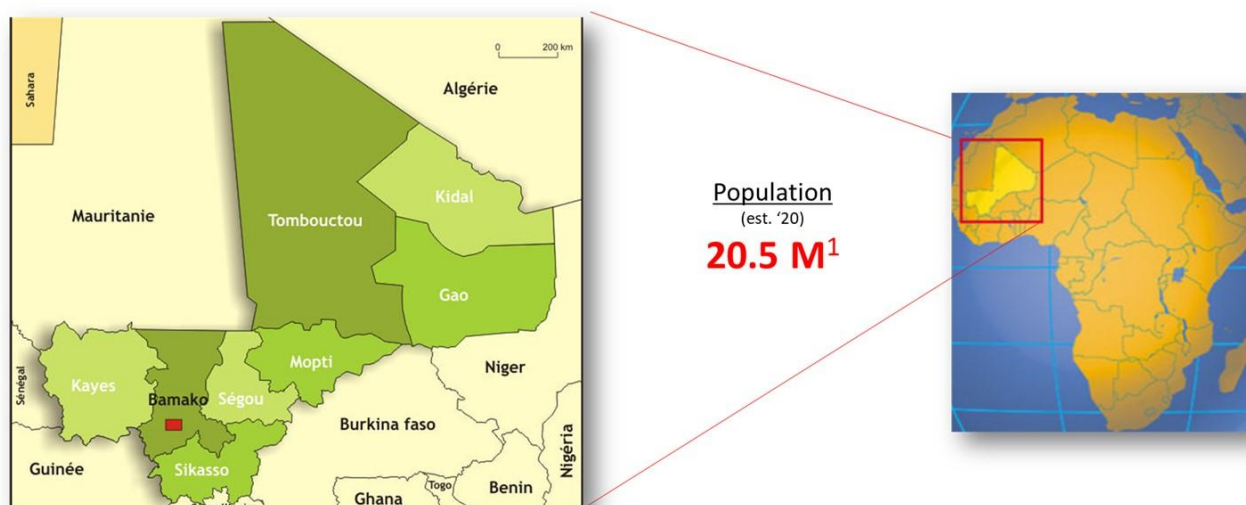 0 200 km
Sahara
Algérie
Mauritanie
Tombouctou
Kidal
Gao
Population
(est. ‘20)
20.5 M¹
Kayes
Bamako
Ségou
Mopti
Niger
Sénégal
Burkina faso
Guinée
Sikasso
Ghana
Togo
Benin
Nigéria